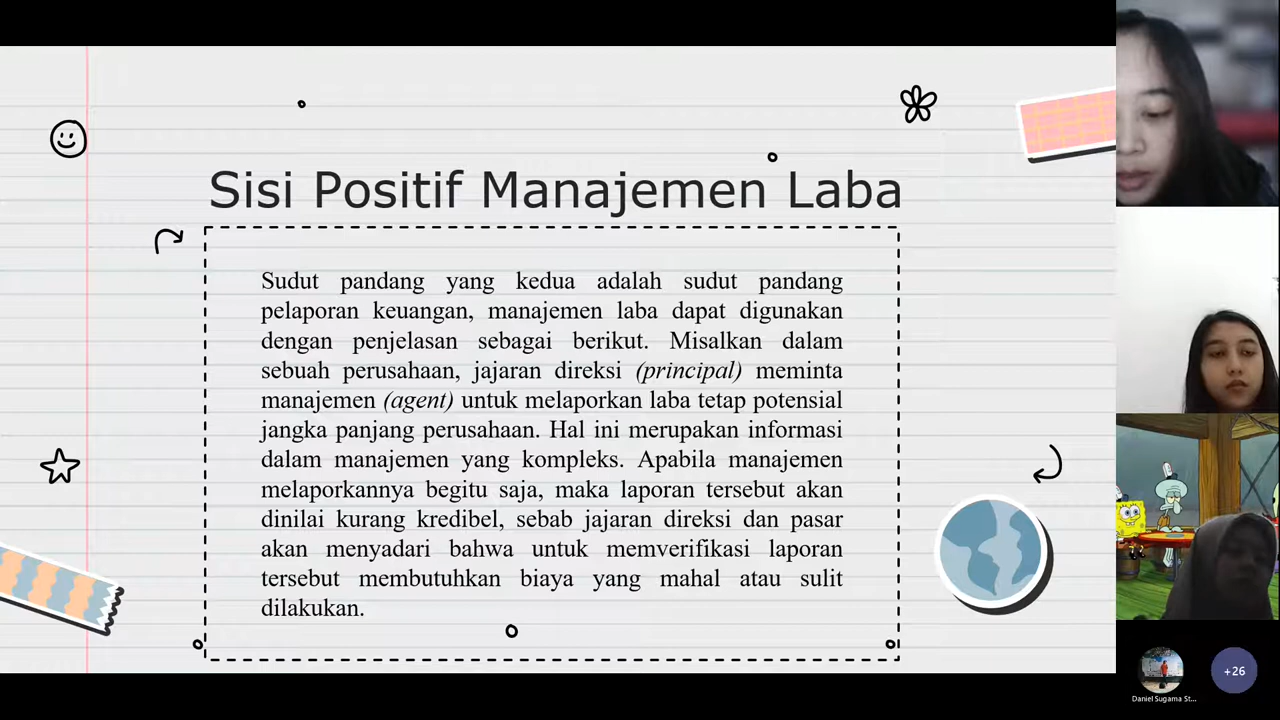 Sisi Positif Manajemen Laba
Sudut pandang yang kedua adalah sudut pandang
pelaporan keuangan, manajemen laba dapat digunakan
dengan penjelasan sebagai berikut. Misalkan dalam
sebuah perusahaan, jajaran direksi (principal) meminta
manajemen (agent) untuk melaporkan laba tetap potensial
jangka panjang perusahaan. Hal ini merupakan informasi
dalam manajemen yang kompleks. Apabila manajemen
melaporkannya begitu saja, maka laporan tersebut akan
dinilai kurang kredibel, sebab jajaran direksi dan pasar
akan menyadari bahwa untuk memverifikasi laporan
tersebut membutuhkan biaya yang mahal atau sulit
dilakukan.
Daniel Sugama St...
+26